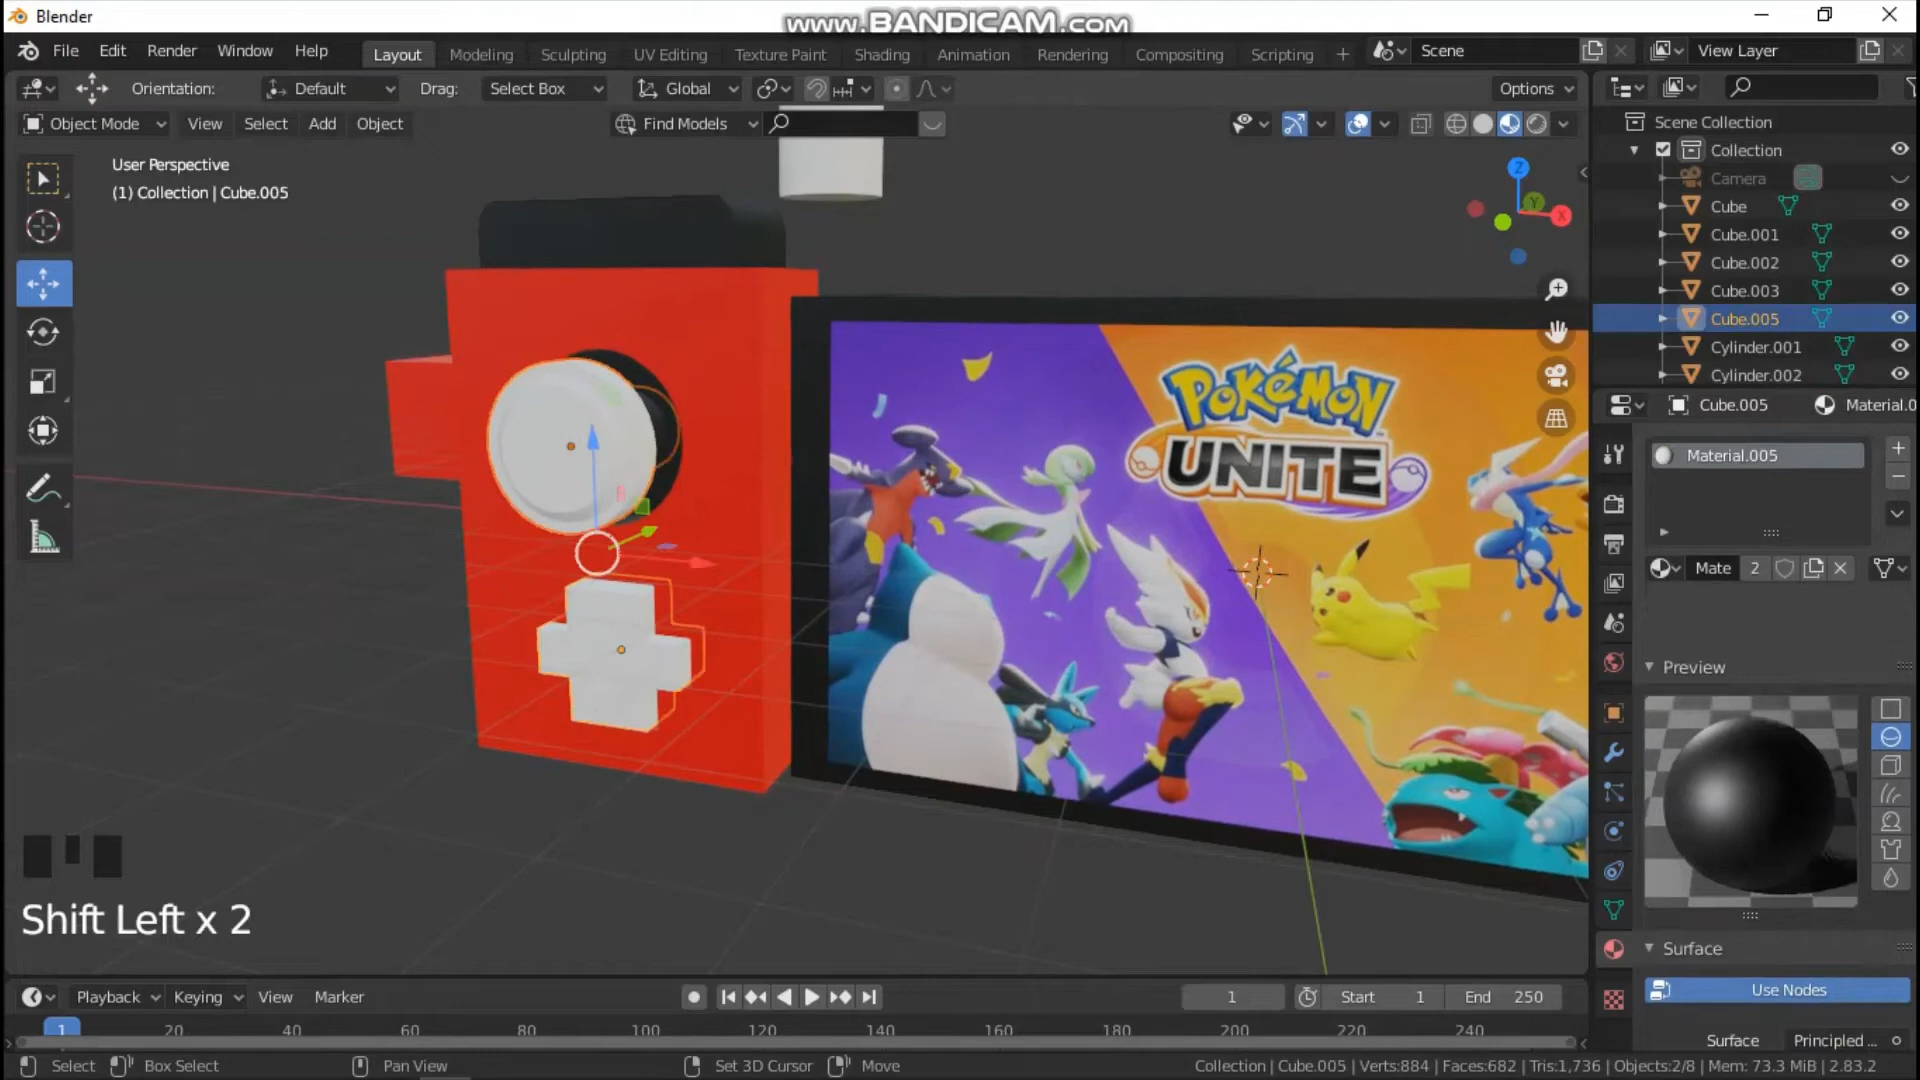 Blender
www.BANDICAM.com
File Edit Render Window Help
Layout Modeling Sculpting UV Editing Texture Paint Shading Animation Rendering Compositing Scripting +
Scene
View Layer
Orientation: Default Drag: Select Box Global Options
Object Mode View Select Add Object Find Models
User Perspective
(1) Collection | Cube.005
Z
Y
X
Scene Collection
Collection
Camera
Cube
Cube.001
Cube.002
Cube.003
Cube.005
Cylinder.001
Cylinder.002
Cube.005 Material.0
Material.005
Mate 2
Preview
Surface
Use Nodes
Surface Principled ...
POKéMON
UNITE
Shift Left x 2
Playback Keying View Marker
1 Start 1 End 250
1 20 40 60 80 100 120 140 160 180 200 220 240
Select Box Select Pan View Set 3D Cursor Move
Collection | Cube.005 | Verts:884 | Faces:682 | Tris:1,736 | Objects:2/8 | Mem: 73.3 MiB | 2.83.2